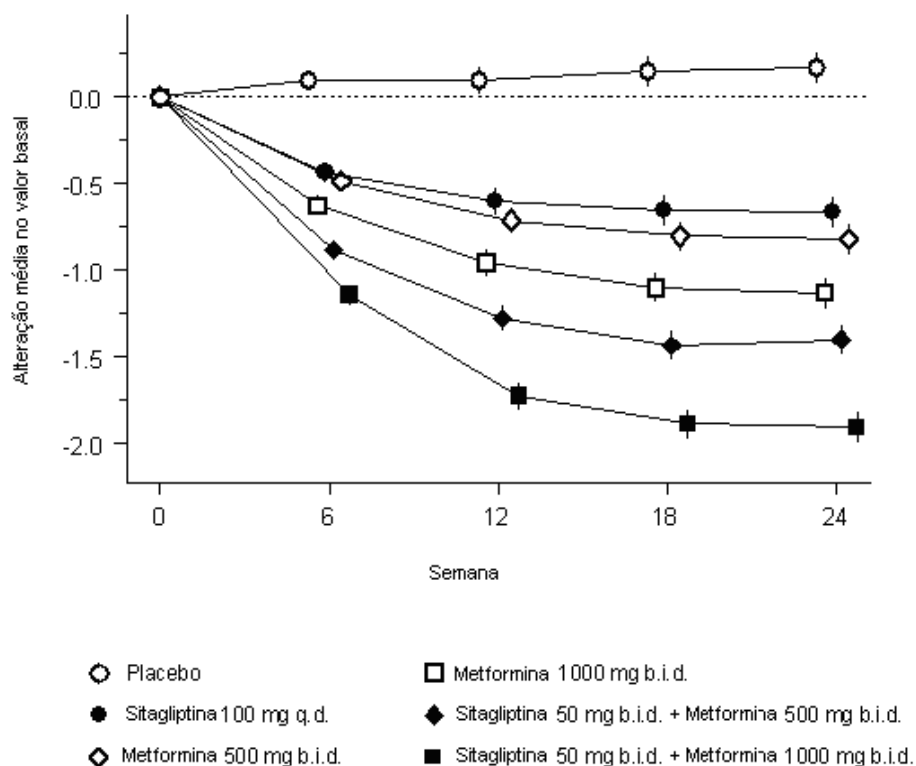 Alteração média no valor basal
0.0
-0.5
-1.0
-1.5
-2.0
0 6 12 18 24
Semana
Placebo
Sitagliptina 100 mg q.d.
Metformina 500 mg b.i.d.
Metformina 1000 mg b.i.d.
Sitagliptina 50 mg b.i.d. + Metformina 500 mg b.i.d.
Sitagliptina 50 mg b.i.d. + Metformina 1000 mg b.i.d.